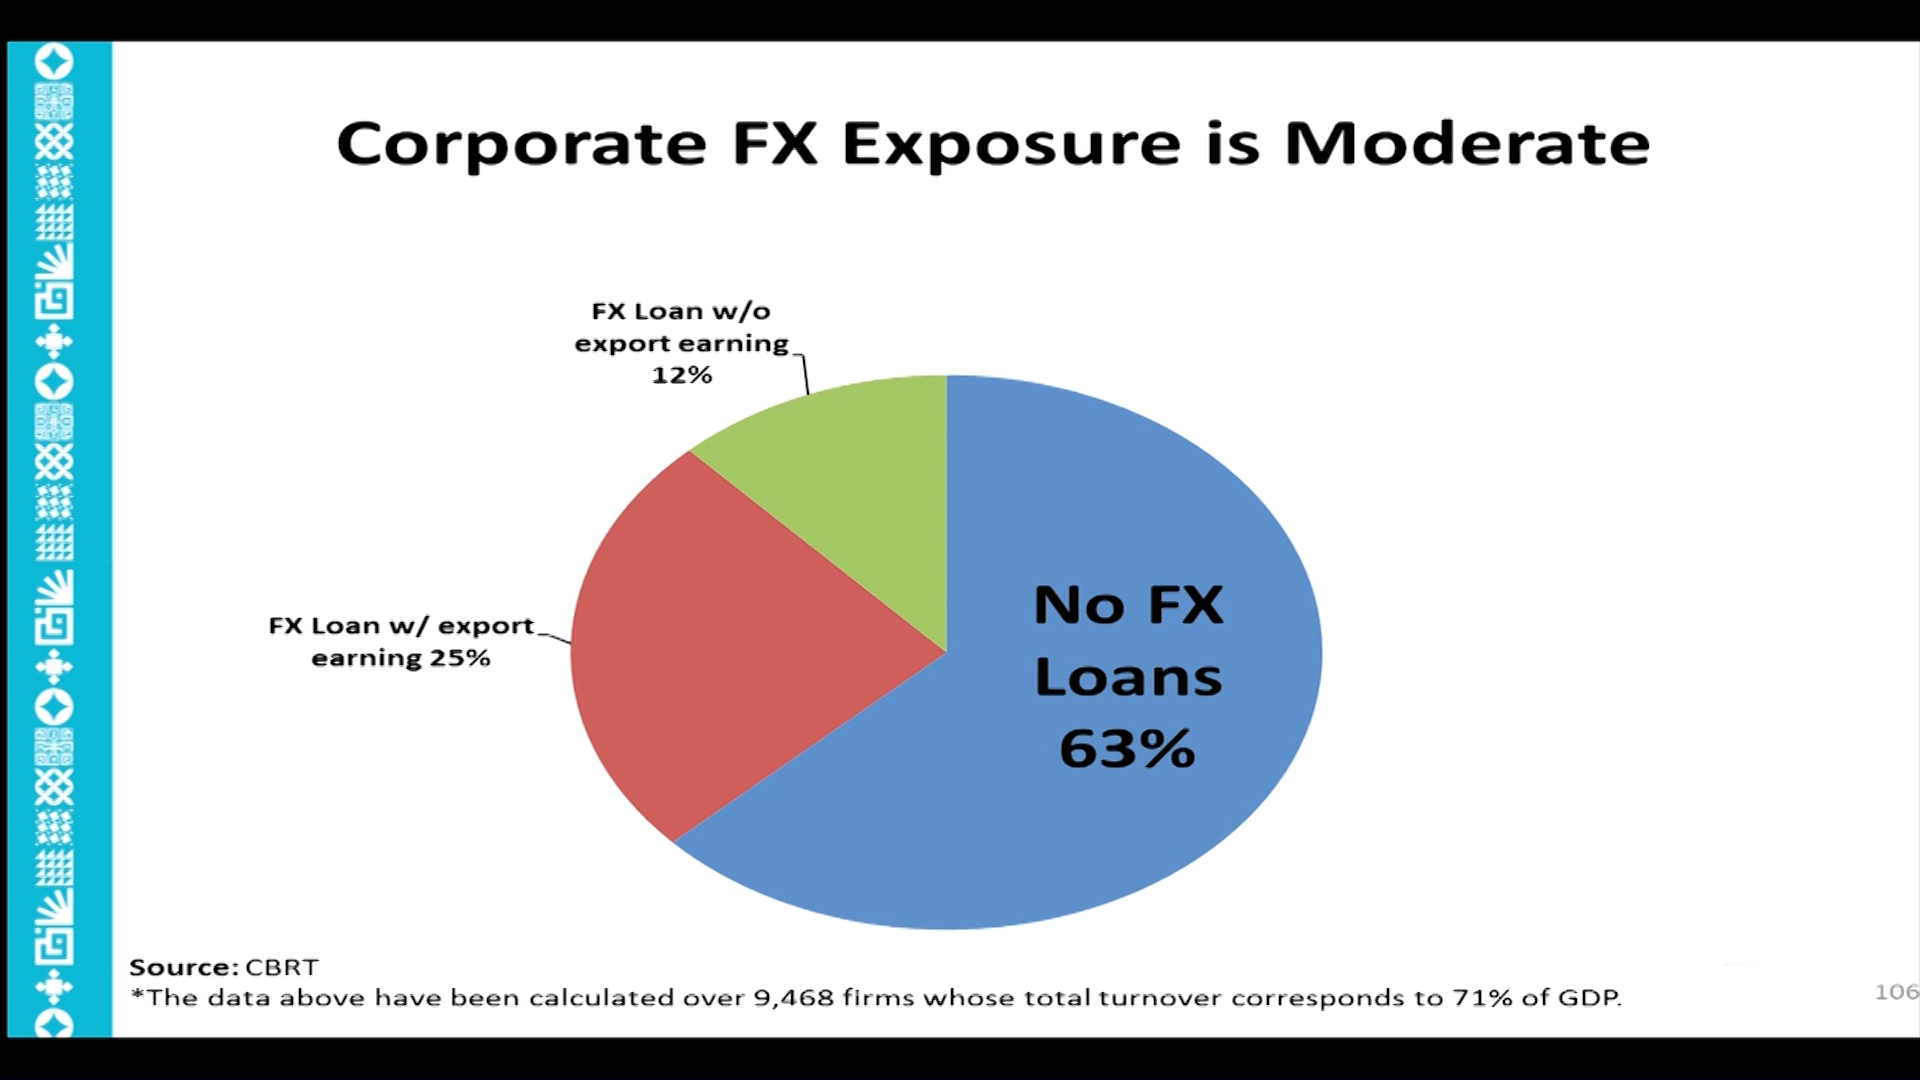 Corporate FX Exposure is Moderate
FX Loan w/o
export earning
12%
FX Loan w/ export
earning 25%
No FX
Loans
63%
Source: CBRT
*The data above have been calculated over 9,468 firms whose total turnover corresponds to 71% of GDP.
106